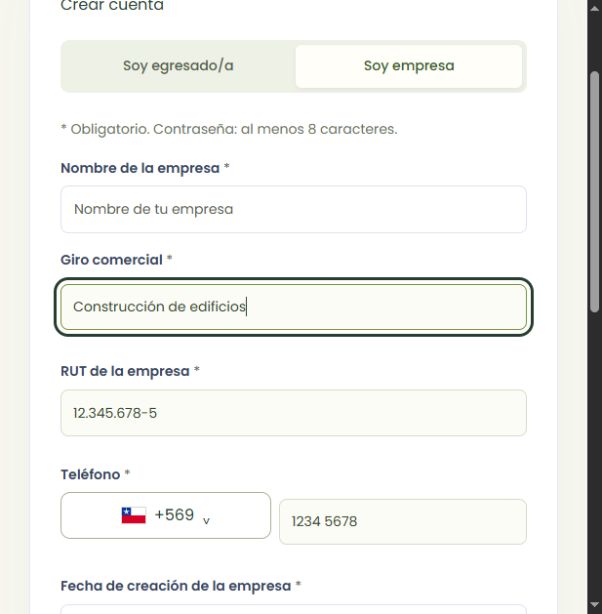 Crear cuenta
Soy egresado/a
Soy empresa
* Obligatorio. Contraseña: al menos 8 caracteres.
Nombre de la empresa *
Nombre de tu empresa
Giro comercial *
Construcción de edificios
RUT de la empresa *
12.345.678-5
Teléfono *
+569 v
1234 5678
Fecha de creación de la empresa *